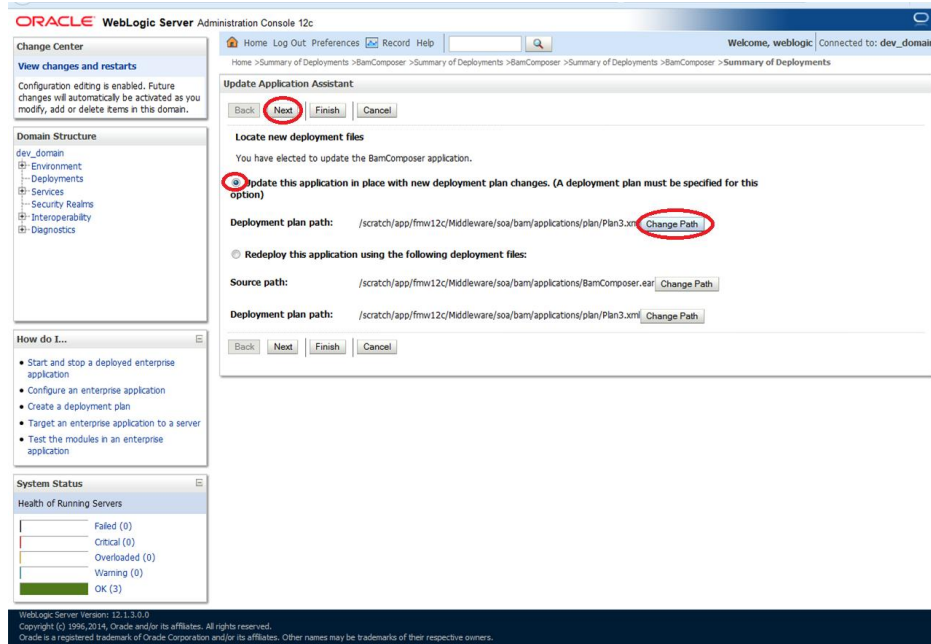 ORACLE WebLogic Server Administration Console 12c
Change Center
View changes and restarts
Configuration editing is enabled. Future
changes will automatically be activated as you
modify, add or delete items in this domain.
Domain Structure
dev_domain
Environment
Deployments
Services
Security Realms
Interoperability
Diagnostics
How do I...
Start and stop a deployed enterprise
application
Configure an enterprise application
Create a deployment plan
Target an enterprise application to a server
Test the modules in an enterprise
application
System Status
Health of Running Servers
Failed (0)
Critical (0)
Overloaded (0)
Warning (0)
OK (3)
Home Log Out Preferences Record Help
Welcome, weblogic Connected to: dev_domain
Home >Summary of Deployments >BamComposer >Summary of Deployments >BamComposer >Summary of Deployments >BamComposer >Summary of Deployments
Update Application Assistant
Back Next Finish Cancel
Locate new deployment files
You have elected to update the BamComposer application.
Update this application in place with new deployment plan changes. (A deployment plan must be specified for this
option)
Deployment plan path: /scratch/app/fmw12c/Middleware/soa/bam/applications/plan/Plan3.xml Change Path
Redeploy this application using the following deployment files:
Source path: /scratch/app/fmw12c/Middleware/soa/bam/applications/BamComposer.ear Change Path
Deployment plan path: /scratch/app/fmw12c/Middleware/soa/bam/applications/plan/Plan3.xml Change Path
Back Next Finish Cancel
WebLogic Server Version: 12.1.3.0.0
Copyright (c) 1996,2014, Oracle and/or its affiliates. All rights reserved.
Oracle is a registered trademark of Oracle Corporation and/or its affiliates. Other names may be trademarks of their respective owners.